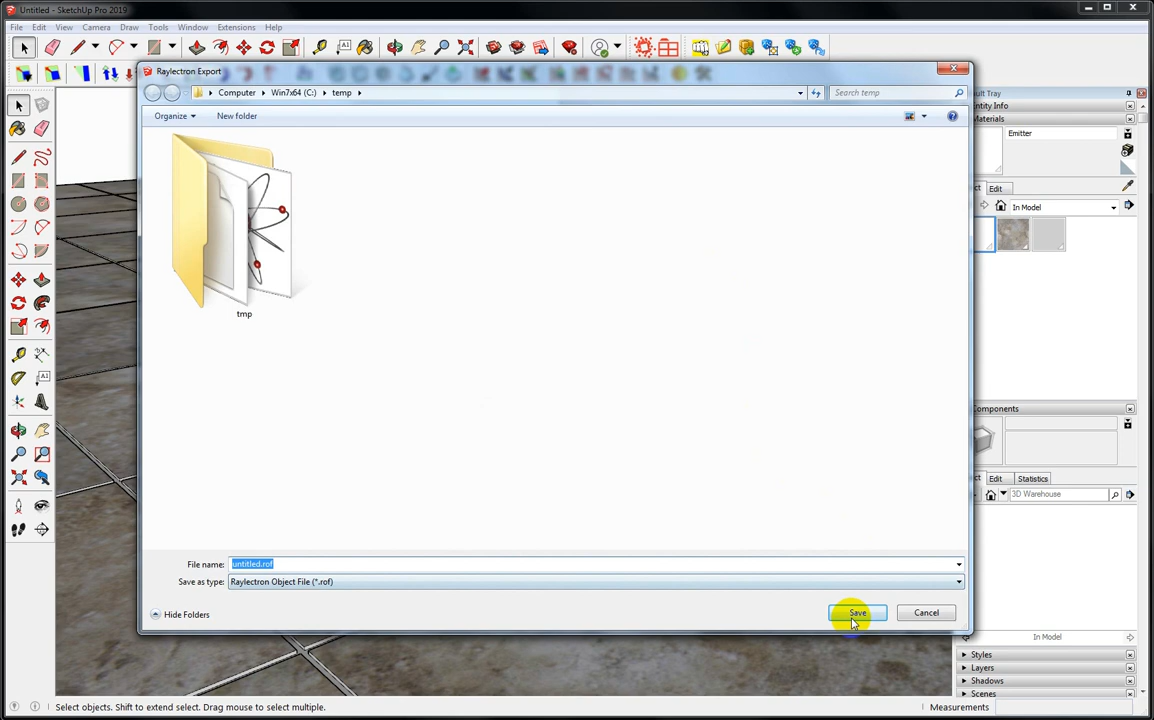 Untitled - SketchUp Pro 2019
File Edit View Camera Draw Tools Window Extensions Help
Raylectron Export
Computer Win7x64 (C:) temp
Search temp
Organize New folder
tmp
File name: untitled.rof
Save as type: Raylectron Object File (*.rof)
Hide Folders
Save Cancel
ult Tray
Entity Info
Materials
Emitter
ct Edit
In Model
Components
ct Edit Statistics
3D Warehouse
In Model
Styles
Layers
Shadows
Scenes
Select objects. Shift to extend select. Drag mouse to select multiple.
Measurements